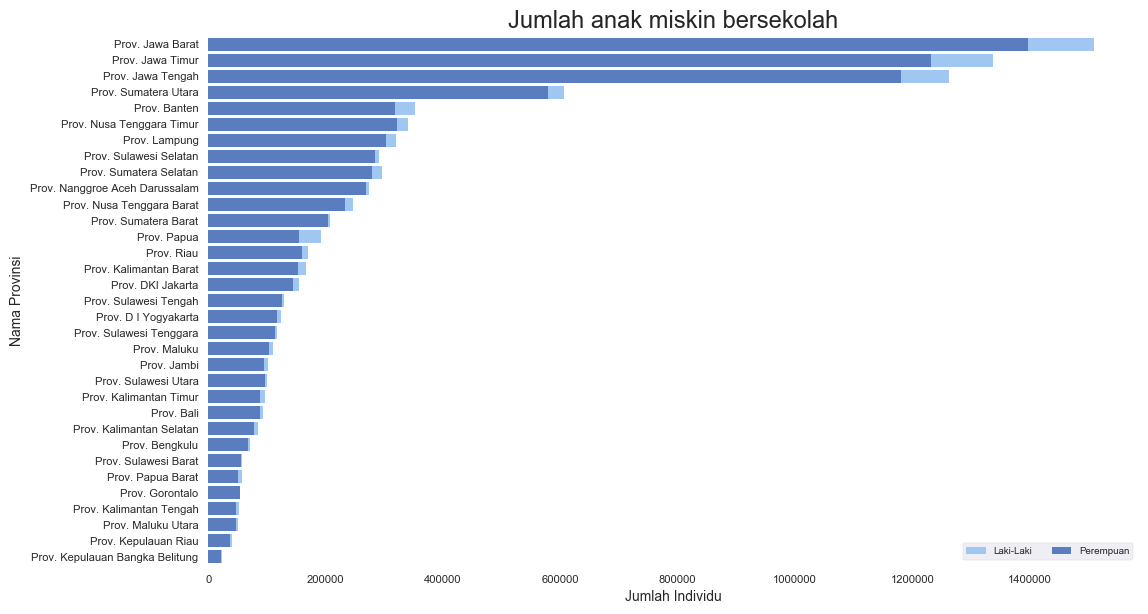 Jumlah anak miskin bersekolah
Nama Provinsi
Prov. Jawa Barat
Prov. Jawa Timur
Prov. Jawa Tengah
Prov. Sumatera Utara
Prov. Banten
Prov. Nusa Tenggara Timur
Prov. Lampung
Prov. Sulawesi Selatan
Prov. Sumatera Selatan
Prov. Nanggroe Aceh Darussalam
Prov. Nusa Tenggara Barat
Prov. Sumatera Barat
Prov. Papua
Prov. Riau
Prov. Kalimantan Barat
Prov. DKI Jakarta
Prov. Sulawesi Tengah
Prov. D I Yogyakarta
Prov. Sulawesi Tenggara
Prov. Maluku
Prov. Jambi
Prov. Sulawesi Utara
Prov. Kalimantan Timur
Prov. Bali
Prov. Kalimantan Selatan
Prov. Bengkulu
Prov. Sulawesi Barat
Prov. Papua Barat
Prov. Gorontalo
Prov. Kalimantan Tengah
Prov. Maluku Utara
Prov. Kepulauan Riau
Prov. Kepulauan Bangka Belitung
Laki-Laki Perempuan
0 200000 400000 600000 800000 1000000 1200000 1400000
Jumlah Individu